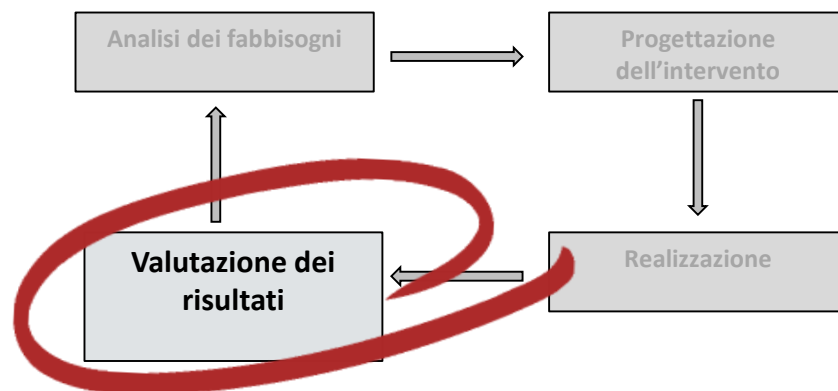 Analisi dei fabbisogni
Progettazione
dell’intervento
Valutazione dei
risultati
Realizzazione